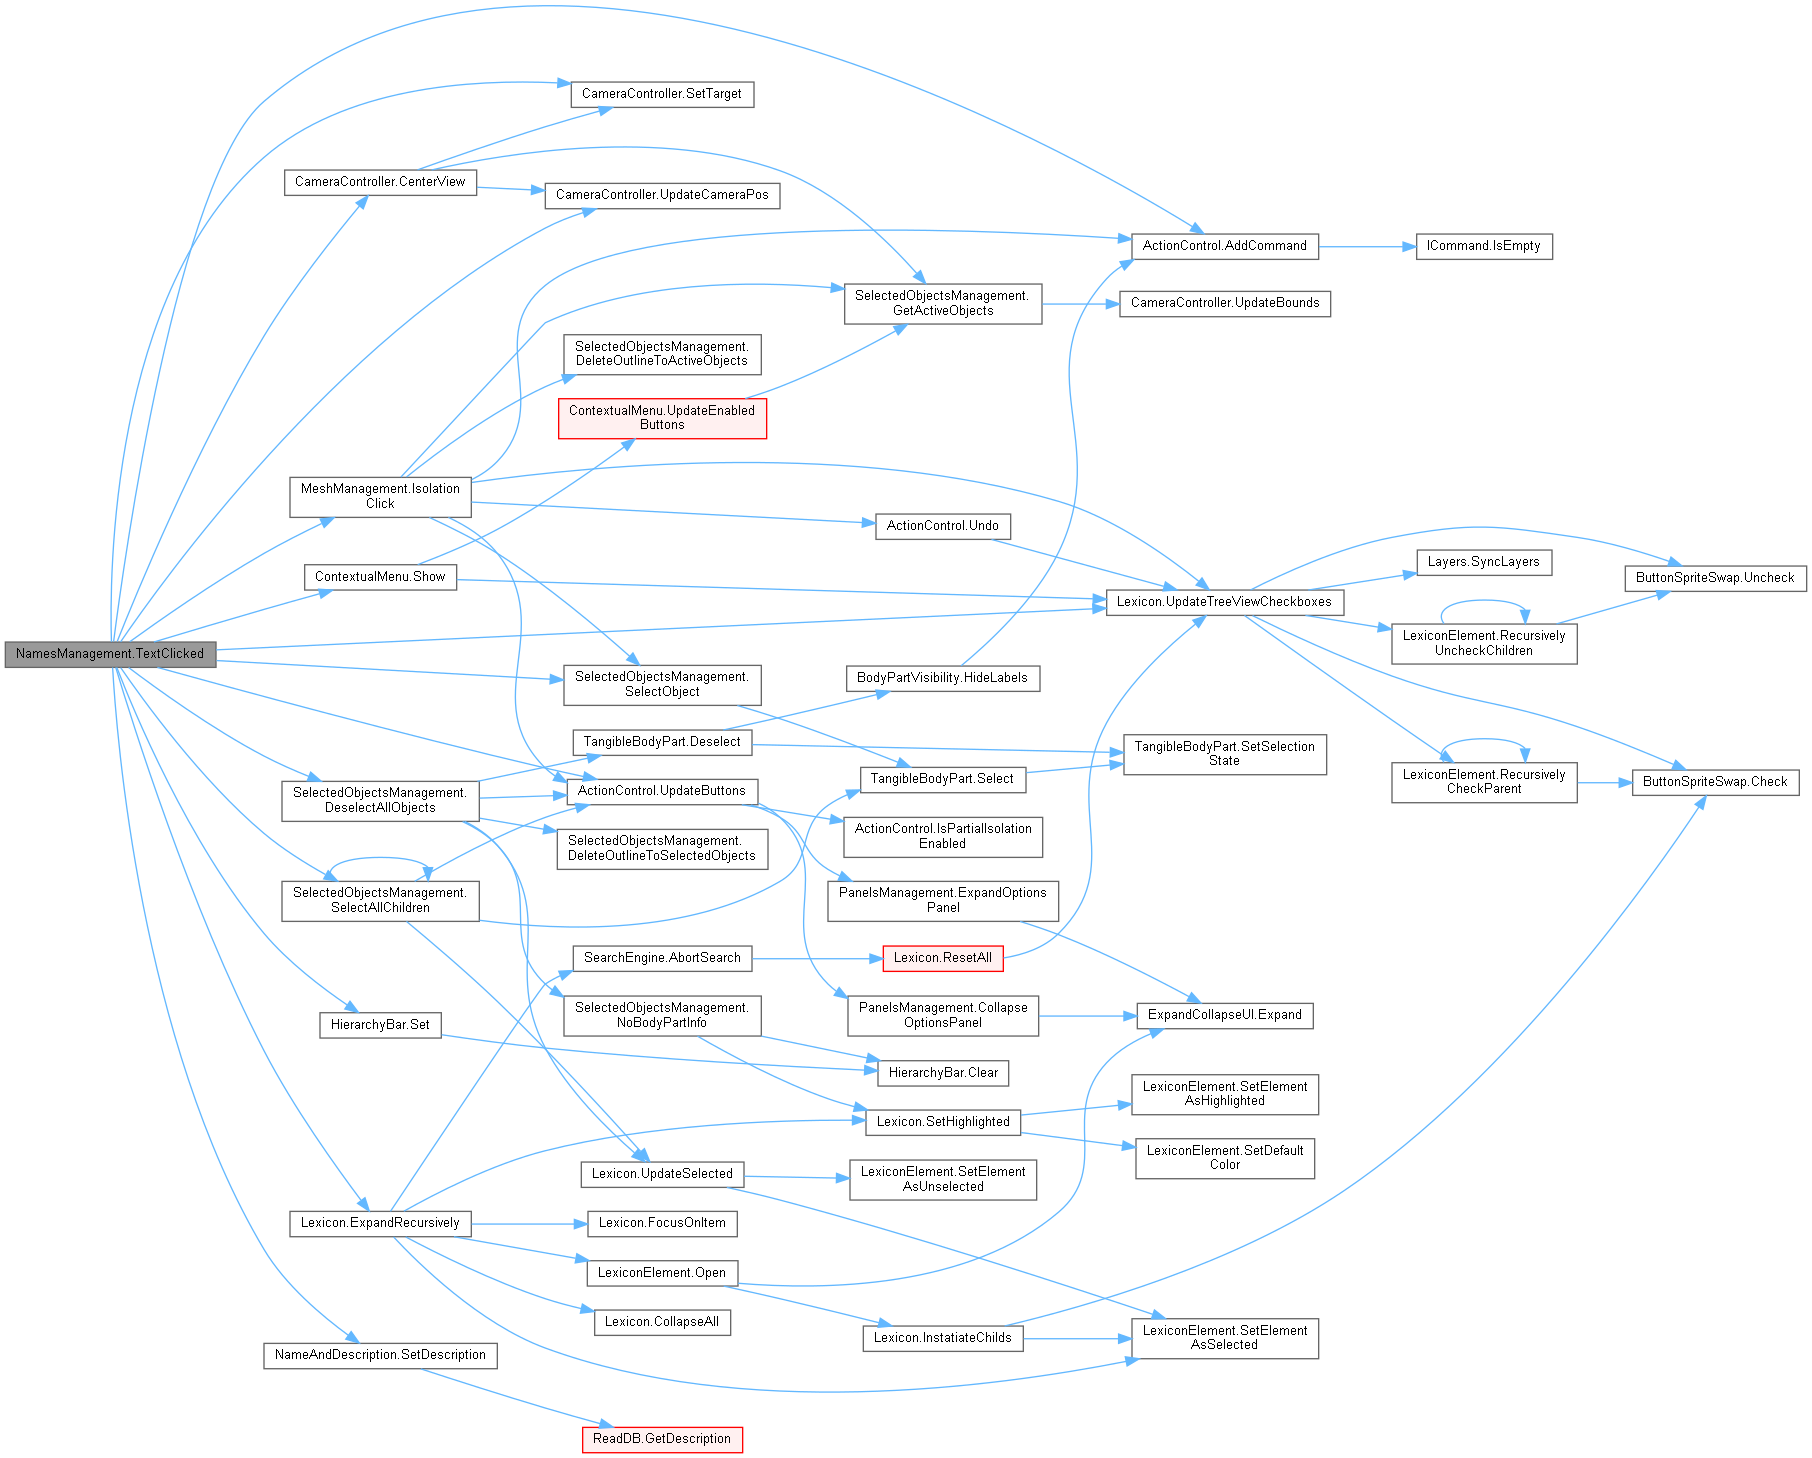 CameraController.SetTarget
CameraController.CenterView
CameraController.UpdateCameraPos
ActionControl.AddCommand
ICommand.IsEmpty
SelectedObjectsManagement.
GetActiveObjects
CameraController.UpdateBounds
SelectedObjectsManagement.
DeleteOutlineToActiveObjects
ContextualMenu.UpdateEnabled
Buttons
MeshManagement.Isolation
Click
ActionControl.Undo
Layers.SyncLayers
ContextualMenu.Show
ButtonSpriteSwap.Uncheck
Lexicon.UpdateTreeViewCheckboxes
LexiconElement.Recursively
UncheckChildren
NamesManagement.TextClicked
SelectedObjectsManagement.
SelectObject
BodyPartVisibility.HideLabels
TangibleBodyPart.Deselect
TangibleBodyPart.SetSelection
State
TangibleBodyPart.Select
LexiconElement.Recursively
CheckParent
ButtonSpriteSwap.Check
SelectedObjectsManagement.
DeselectAllObjects
ActionControl.UpdateButtons
ActionControl.IsPartialIsolation
Enabled
SelectedObjectsManagement.
DeleteOutlineToSelectedObjects
SelectedObjectsManagement.
SelectAllChildren
PanelsManagement.ExpandOptions
Panel
SearchEngine.AbortSearch
Lexicon.ResetAll
SelectedObjectsManagement.
NoBodyPartInfo
PanelsManagement.Collapse
OptionsPanel
ExpandCollapseUI.Expand
HierarchyBar.Set
HierarchyBar.Clear
LexiconElement.SetElement
AsHighlighted
Lexicon.SetHighlighted
LexiconElement.SetDefault
Color
Lexicon.UpdateSelected
LexiconElement.SetElement
AsUnselected
Lexicon.ExpandRecursively
Lexicon.FocusOnItem
LexiconElement.Open
Lexicon.CollapseAll
Lexicon.InstatiateChilds
LexiconElement.SetElement
AsSelected
NameAndDescription.SetDescription
ReadDB.GetDescription